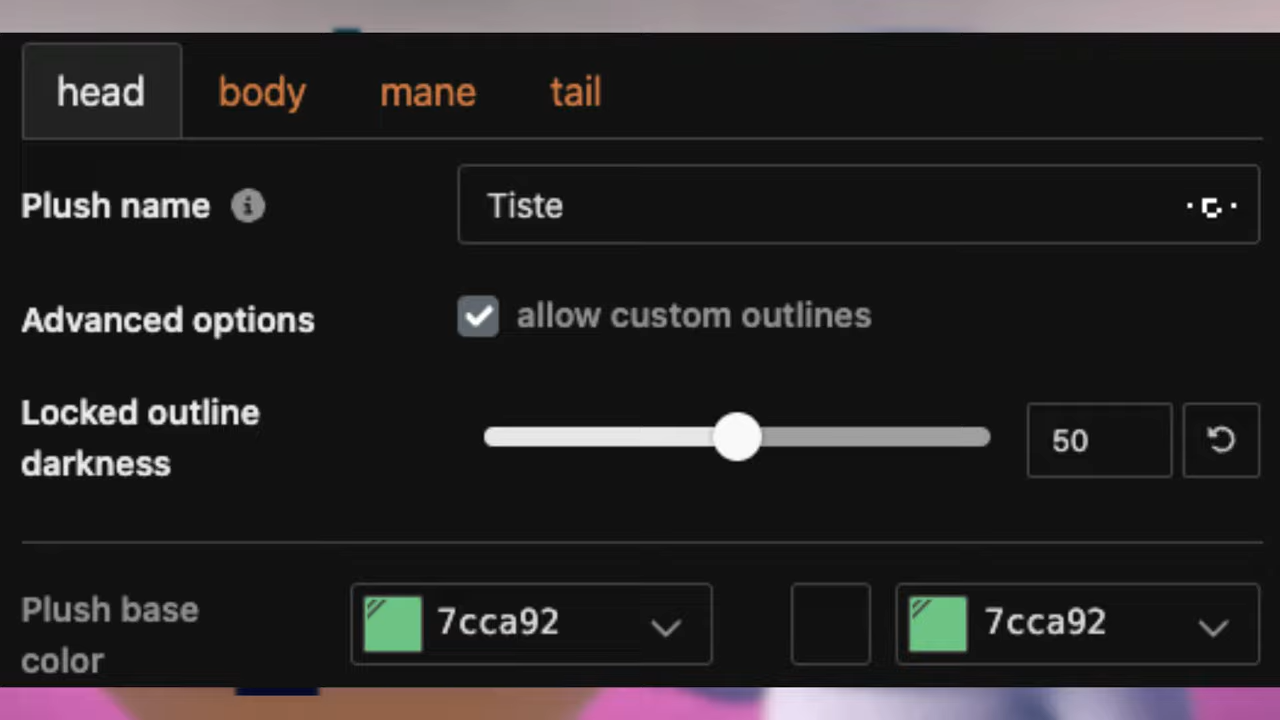 head body mane tail
Plush name Tiste
Advanced options allow custom outlines
Locked outline
darkness
50
Plush base
color
7cca92 7cca92